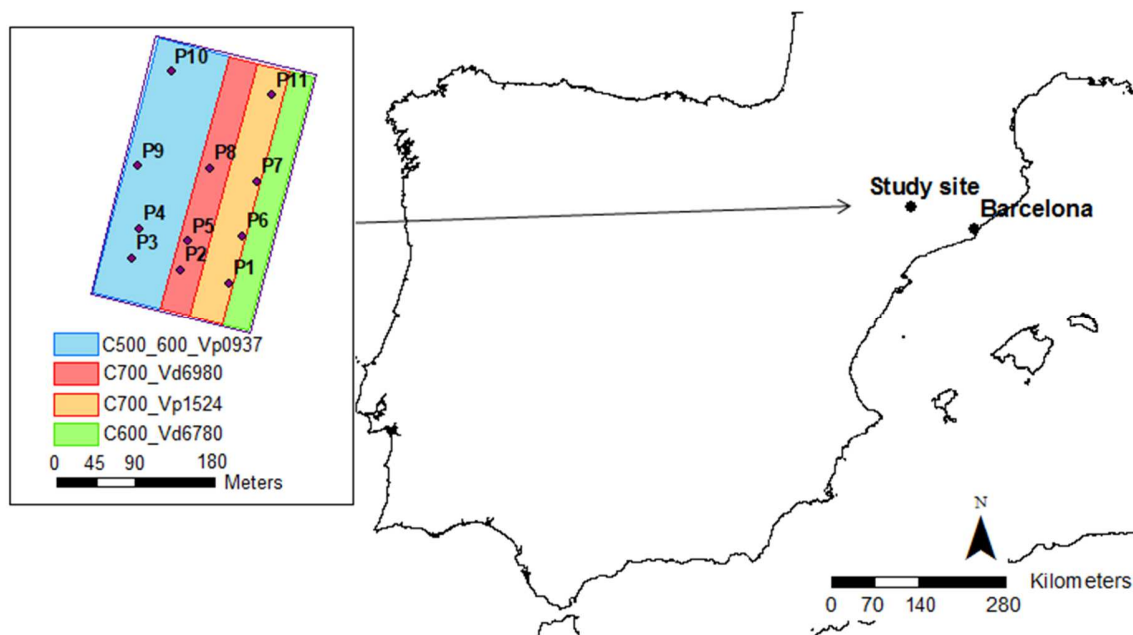 P10
P11
P9
P8
P7
P4
P5
P6
P3
P2
P1
C500_600_Vp0937
C700_Vd6980
C700_Vp1524
C600_Vd6780
0 45 90 180
Meters
Study site
Barcelona
N
Kilometers
0 70 140 280